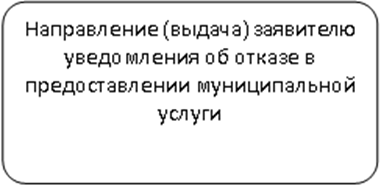 Направление (выдача) заявителю
уведомления об отказе в
предоставлении муниципальной
услуги